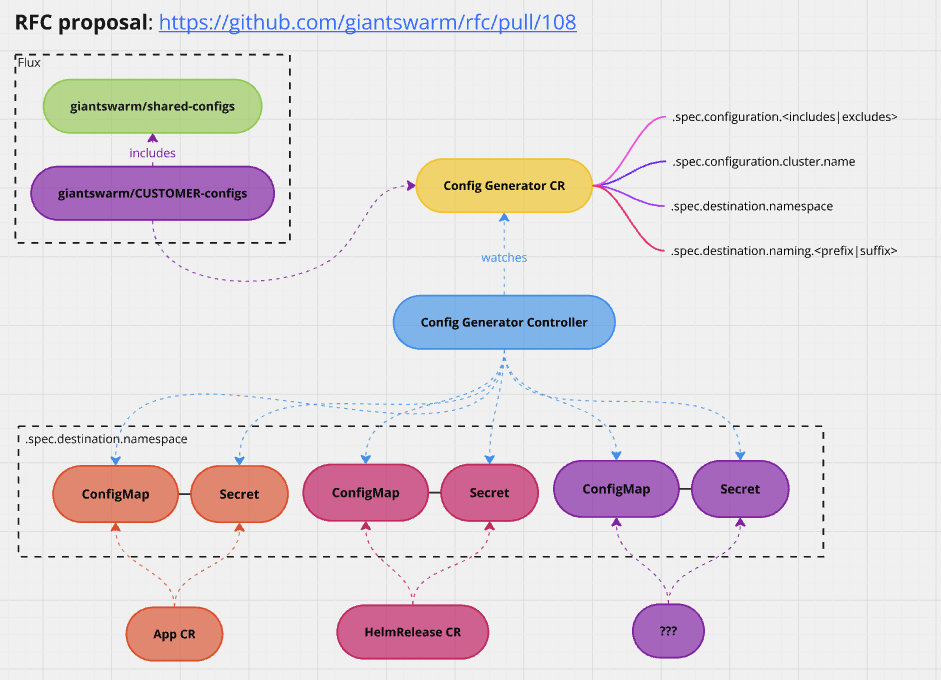 RFC proposal: https://github.com/giantswarm/rfc/pull/108
Flux
giantswarm/shared-configs
includes
giantswarm/CUSTOMER-configs
Config Generator CR
.spec.configuration.<includes|excludes>
.spec.configuration.cluster.name
.spec.destination.namespace
.spec.destination.naming.<prefix|suffix>
watches
Config Generator Controller
.spec.destination.namespace
ConfigMap
Secret
ConfigMap
Secret
ConfigMap
Secret
App CR
HelmRelease CR
???